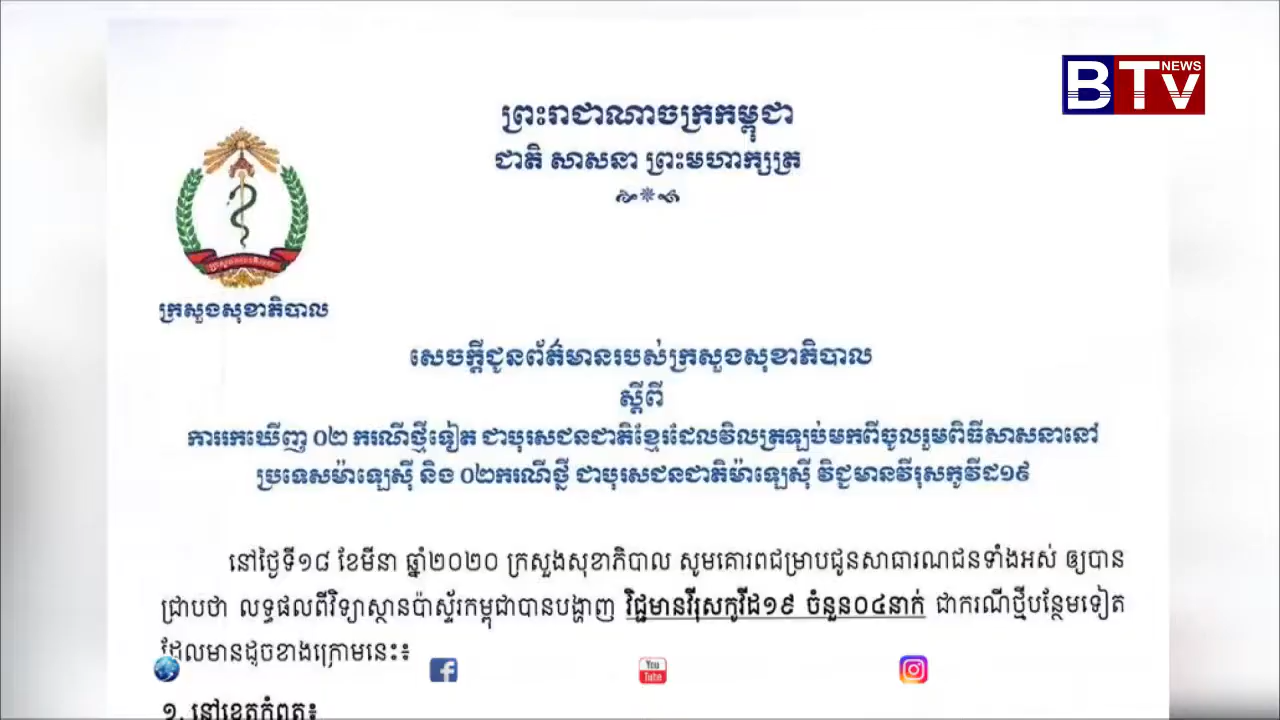 BTV NEWS
ព្រះរាជាណាចក្រកម្ពុជា
ជាតិ សាសនា ព្រះមហាក្សត្រ
ក្រសួងសុខាភិបាល
សេចក្តីជូនព័ត៌មានរបស់ក្រសួងសុខាភិបាល
ស្តីពី
ការរកឃើញ ០២ ករណីថ្មីទៀត ជាបុរសជនជាតិខ្មែរដែលវិលត្រឡប់មកពីចូលរួមពិធីសាសនានៅ
ប្រទេសម៉ាឡេស៊ី និង ០២ករណីថ្មី ជាបុរសជនជាតិម៉ាឡេស៊ី វិជ្ជមានវីរុសកូវីដ១៩
នៅថ្ងៃទី១៨ ខែមីនា ឆ្នាំ២០២០ ក្រសួងសុខាភិបាល សូមគោរពជម្រាបជូនសាធារណជនទាំងអស់ ឲ្យបាន
ជ្រាបថា លទ្ធផលពីវិទ្យាស្ថានប៉ាស្ទ័រកម្ពុជាបានបង្ហាញ វិជ្ជមានវីរុសកូវីដ១៩ ចំនួន០៤នាក់ ជាករណីថ្មីបន្ថែមទៀត
ដែលមានដូចខាងក្រោមនេះ៖
You Tube
១. នៅខេត្តកំពត៖